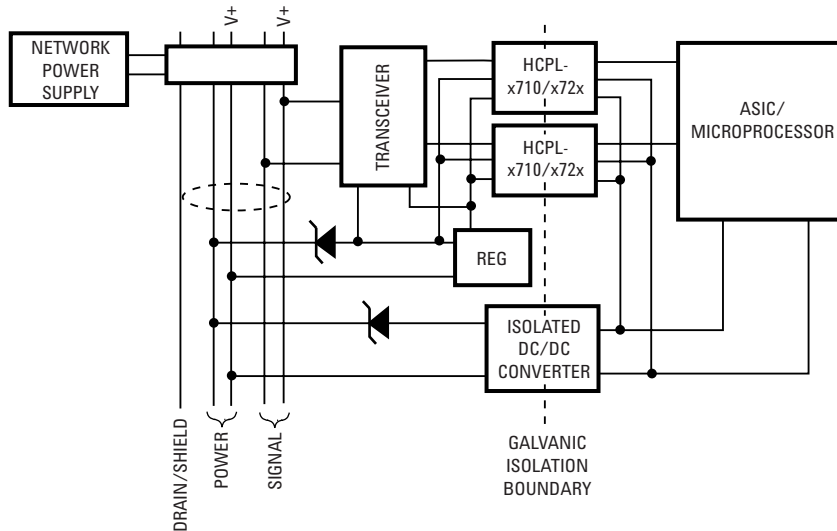 V+
V+
NETWORK
POWER
SUPPLY
TRANSCEIVER
HCPL-
x710/x72x
HCPL-
x710/x72x
ASIC/
MICROPROCESSOR
REG
ISOLATED
DC/DC
CONVERTER
DRAIN/SHIELD
POWER
SIGNAL
GALVANIC
ISOLATION
BOUNDARY